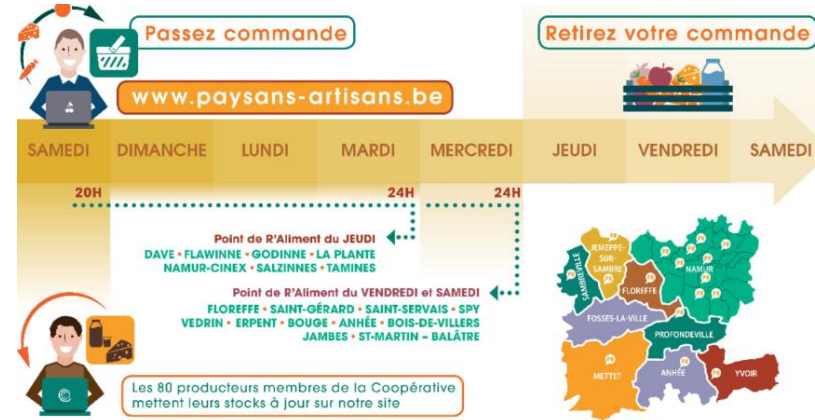 Passez commande
Retirez votre commande
www.paysans-artisans.be
SAMEDI DIMANCHE LUNDI MARDI MERCREDI JEUDI VENDREDI SAMEDI
20H 24H 24H
Point de R'Aliment du JEUDI
DAVE • FLAWINNE • GODINNE • LA PLANTE
NAMUR-CINEX • SALZINNES • TAMINES
Point de R'Aliment du VENDREDI et SAMEDI
FLOREFFE • SAINT-GÉRARD • SAINT-SERVAIS • SPY
VEDRIN • ERPENT • BOUGE • ANHÉE • BOIS-DE-VILLERS
JAMBES • ST-MARTIN – BALÂTRE
Les 80 producteurs membres de la Coopérative
mettent leurs stocks à jour sur notre site
JEMEPPE-
SUR-
SAMBRE
SAMBREVILLE
NAMUR
FLOREFFE
FOSSES-LA-VILLE
PROFONDEVILLE
METTET
ANHÉE
YVOIR